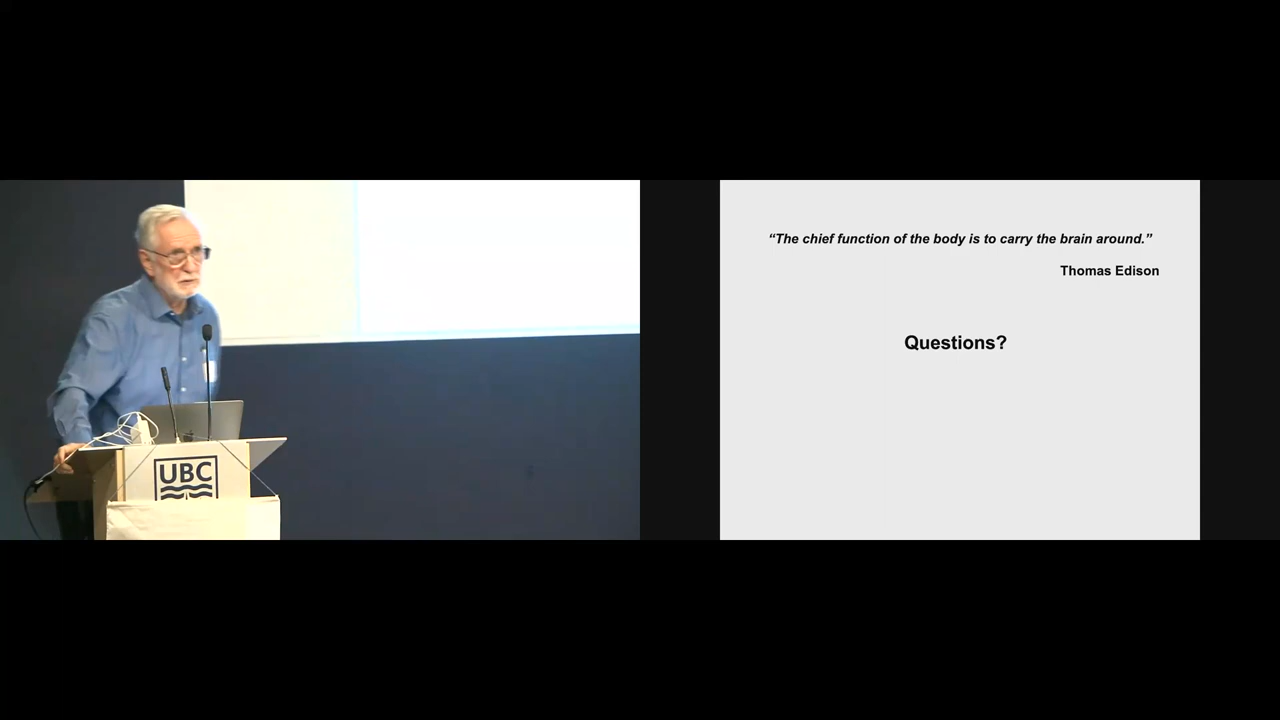 UBC
“The chief function of the body is to carry the brain around.”
Thomas Edison
Questions?